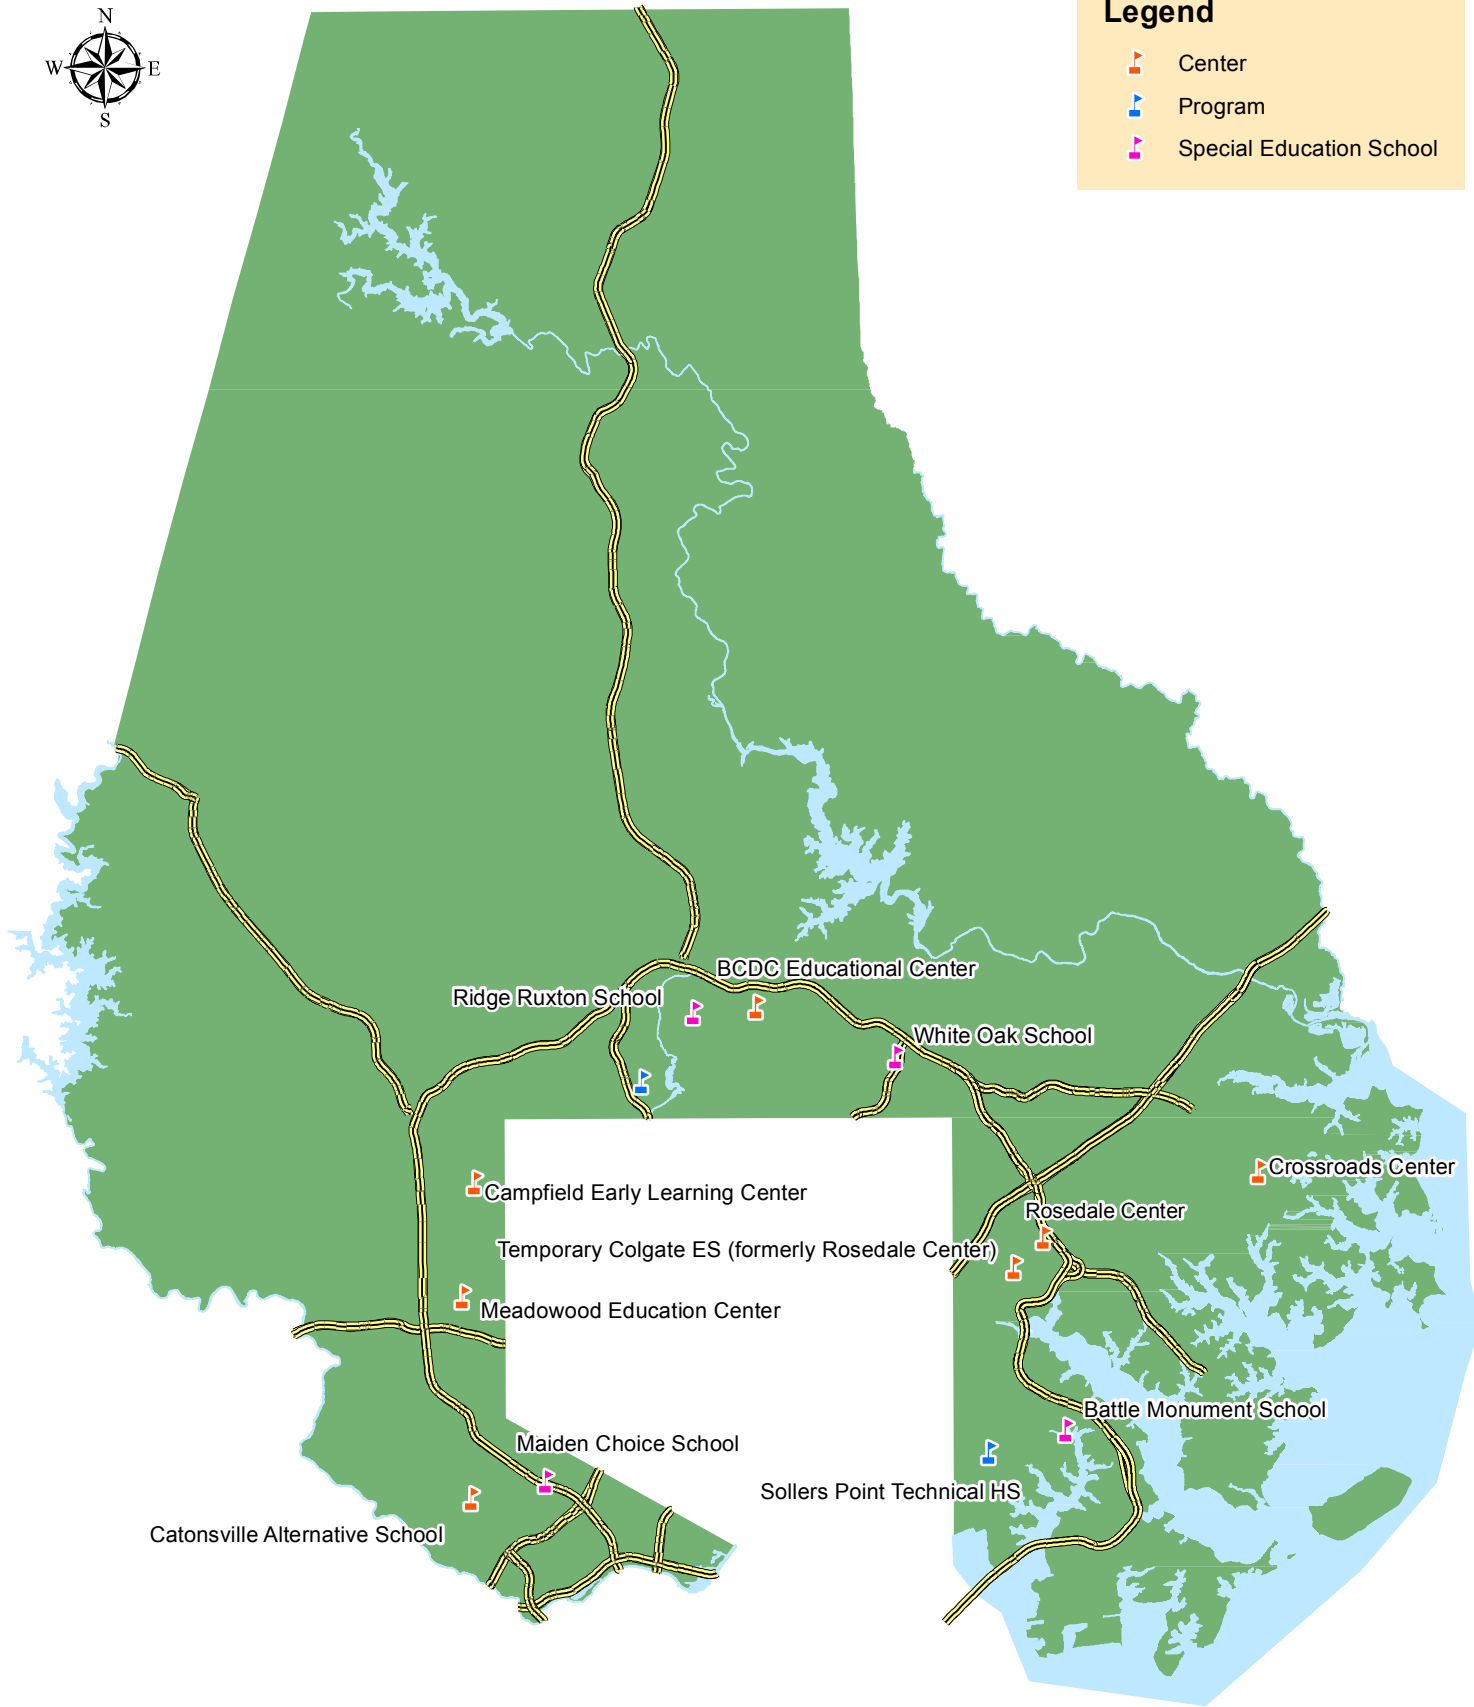 Legend
N
W E
S
Center
Program
Special Education School
BCDC Educational Center
Ridge Ruxton School
White Oak School
Crossroads Center
Campfield Early Learning Center
Rosedale Center
Temporary Colgate ES (formerly Rosedale Center)
Meadowood Education Center
Battle Monument School
Maiden Choice School
Sollers Point Technical HS
Catonsville Alternative School